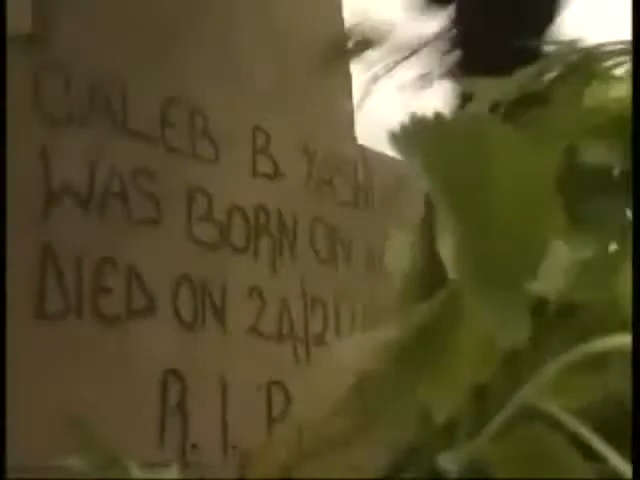 CALEB B.
WAS BORN ON
DIED ON 24/2
R.I.P.